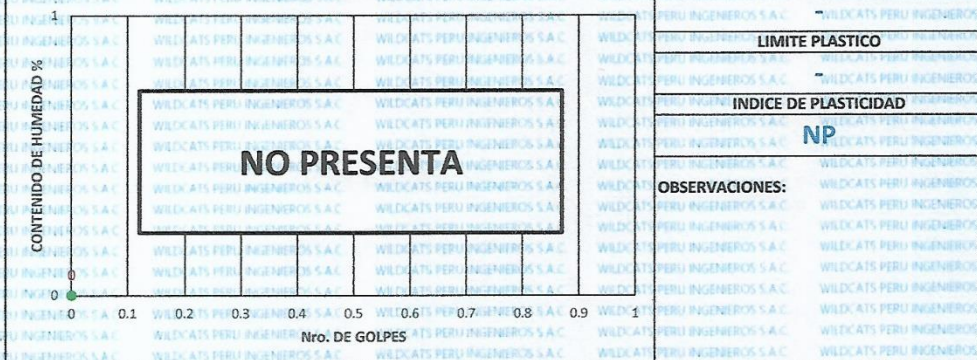 1
CONTENIDO DE HUMEDAD %
NO PRESENTA
0
0
0 0.1 0.2 0.3 0.4 0.5 0.6 0.7 0.8 0.9 1
Nro. DE GOLPES
-
LIMITE PLASTICO
-
INDICE DE PLASTICIDAD
NP
OBSERVACIONES:
WILDCATS PERU INGENIEROS S.A.C.